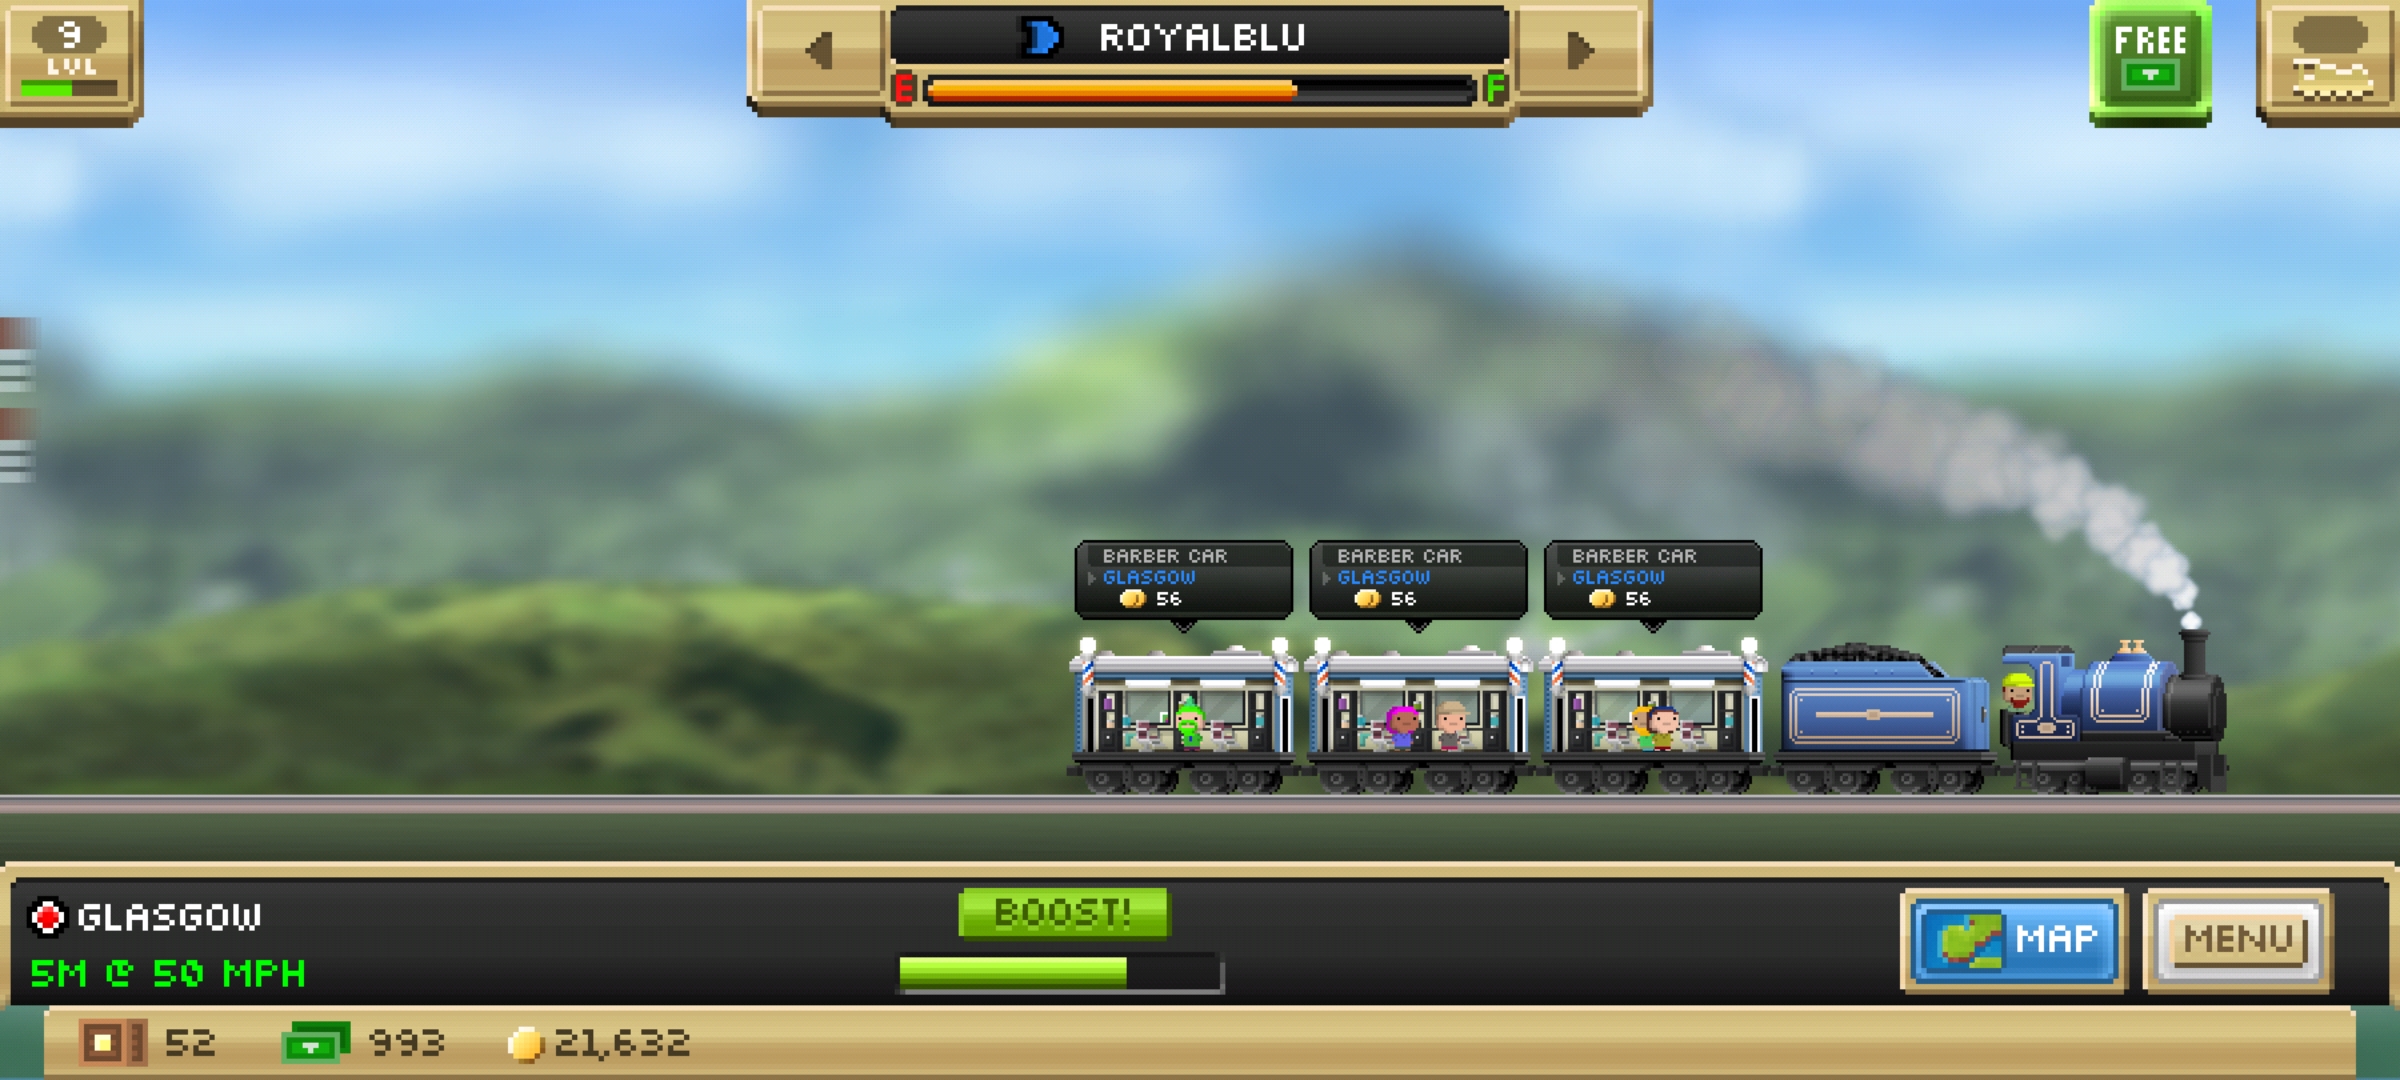 9
LVL
ROYALBLU
E F
FREE
BARBER CAR
GLASGOW
56
BARBER CAR
GLASGOW
56
BARBER CAR
GLASGOW
56
GLASGOW
5M @ 50 MPH
BOOST!
MAP
MENU
52
993
21,632